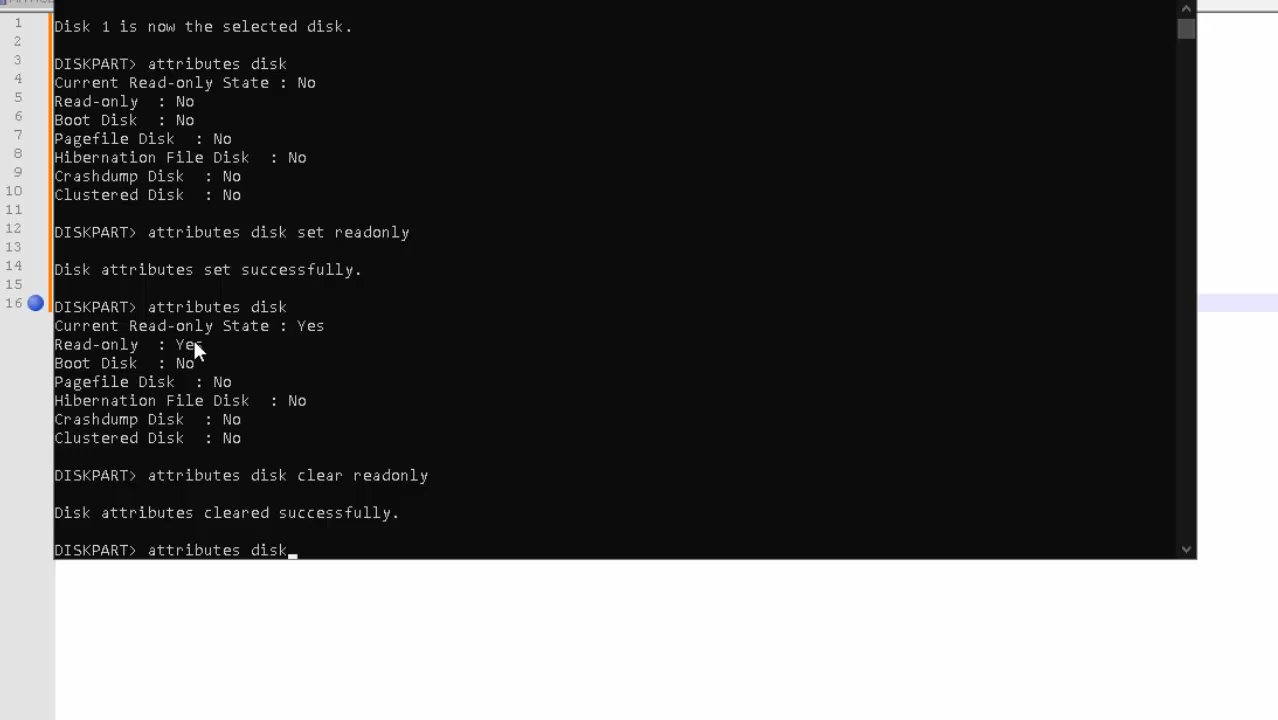 1
2
3
4
5
6
7
8
9
10
11
12
13
14
15
16
Disk 1 is now the selected disk.
DISKPART> attributes disk
Current Read-only State : No
Read-only  : No
Boot Disk  : No
Pagefile Disk  : No
Hibernation File Disk  : No
Crashdump Disk  : No
Clustered Disk  : No
DISKPART> attributes disk set readonly
Disk attributes set successfully.
DISKPART> attributes disk
Current Read-only State : Yes
Read-only  : Yes
Boot Disk  : No
Pagefile Disk  : No
Hibernation File Disk  : No
Crashdump Disk  : No
Clustered Disk  : No
DISKPART> attributes disk clear readonly
Disk attributes cleared successfully.
DISKPART> attributes disk